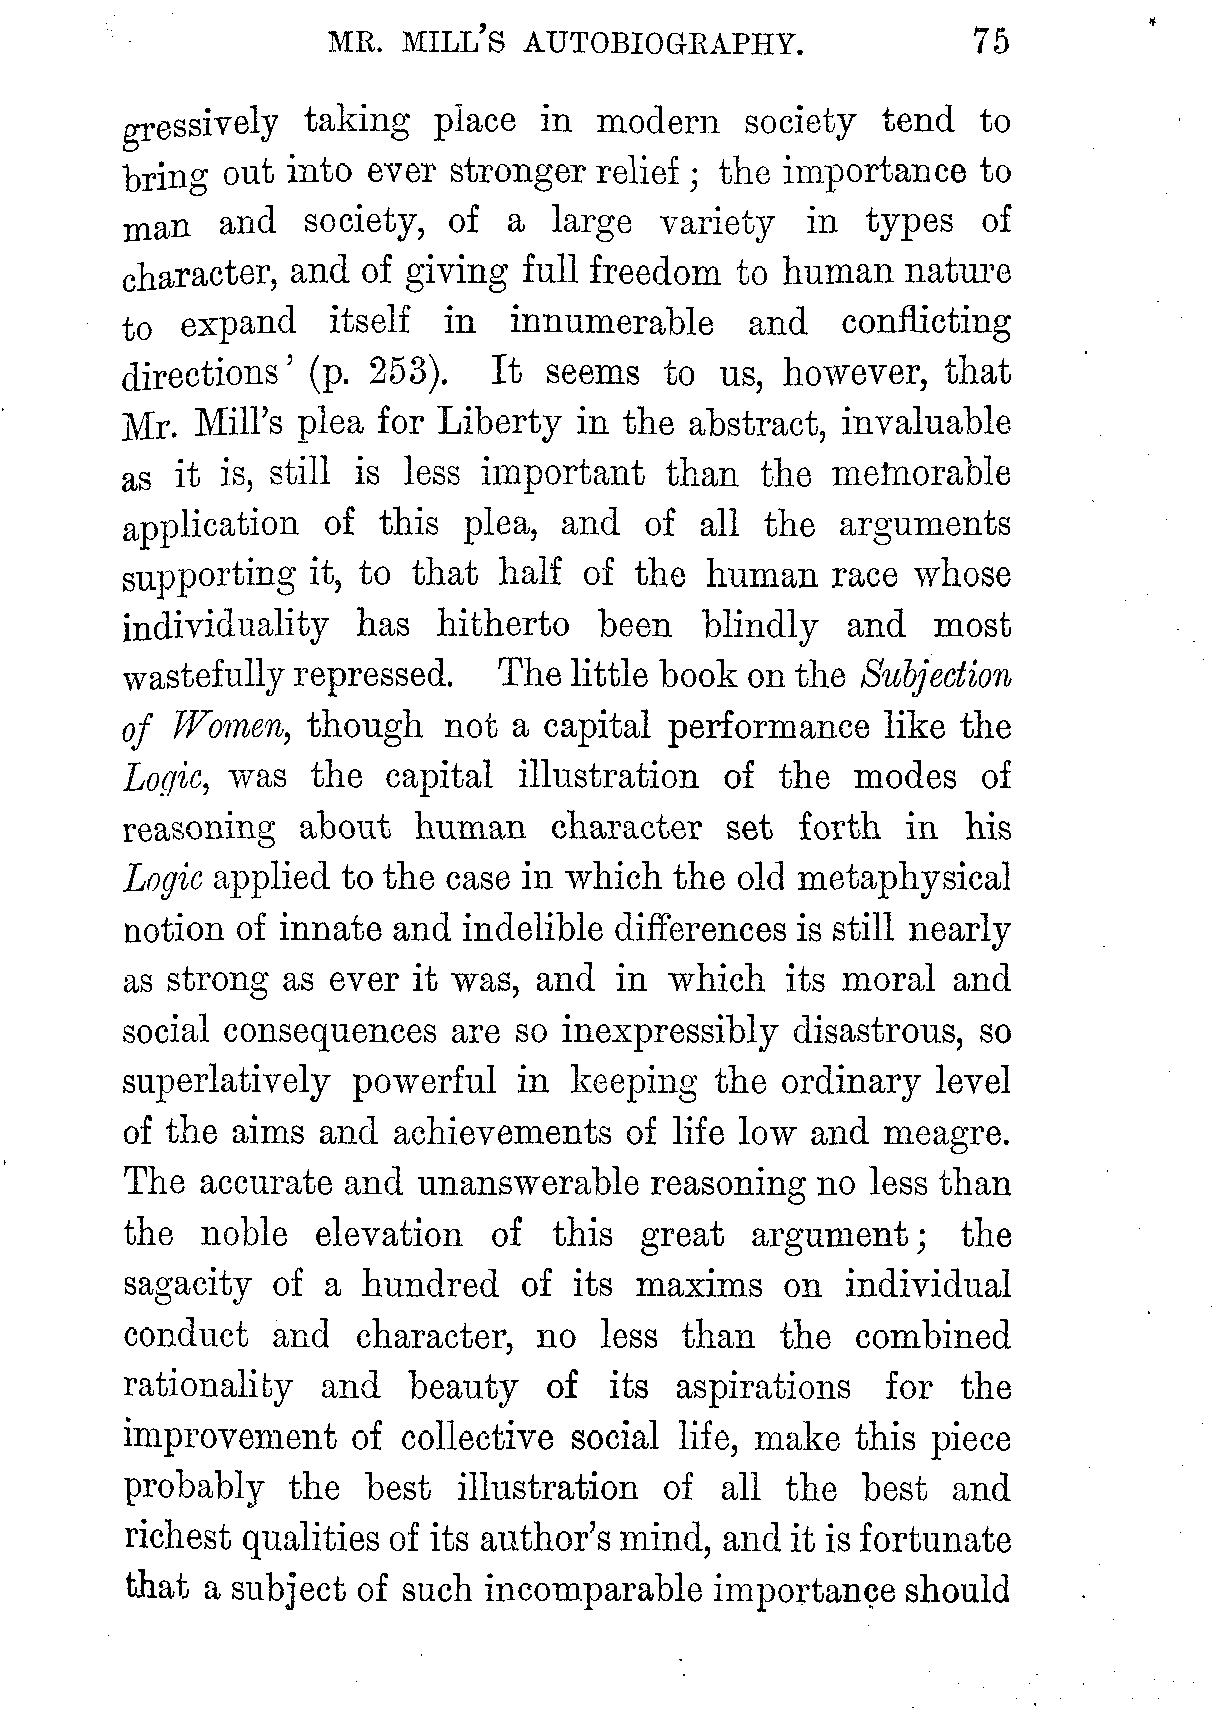 MR. MILL'S AUTOBIOGRAPHY. 75
gressively taking place in modern society tend to
bring out into ever stronger relief ; the importance to
man and society, of a large variety in types of
character, and of giving full freedom to human nature
to expand itself in innumerable and conflicting
directions' (p. 253). It seems to us, however, that
Mr. Mill's plea for Liberty in the abstract, invaluable
as it is, still is less important than the memorable
application of this plea, and of all the arguments
supporting it, to that half of the human race whose
individuality has hitherto been blindly and most
wastefully repressed. The little book on the Subjection
of Women, though not a capital performance like the
Logic, was the capital illustration of the modes of
reasoning about human character set forth in his
Logic applied to the case in which the old metaphysical
notion of innate and indelible differences is still nearly
as strong as ever it was, and in which its moral and
social consequences are so inexpressibly disastrous, so
superlatively powerful in keeping the ordinary level
of the aims and achievements of life low and meagre.
The accurate and unanswerable reasoning no less than
the noble elevation of this great argument ; the
sagacity of a hundred of its maxims on individual
conduct and character, no less than the combined
rationality and beauty of its aspirations for the
improvement of collective social life, make this piece
probably the best illustration of all the best and
richest qualities of its author's mind, and it is fortunate
that a subject of such incomparable importance should